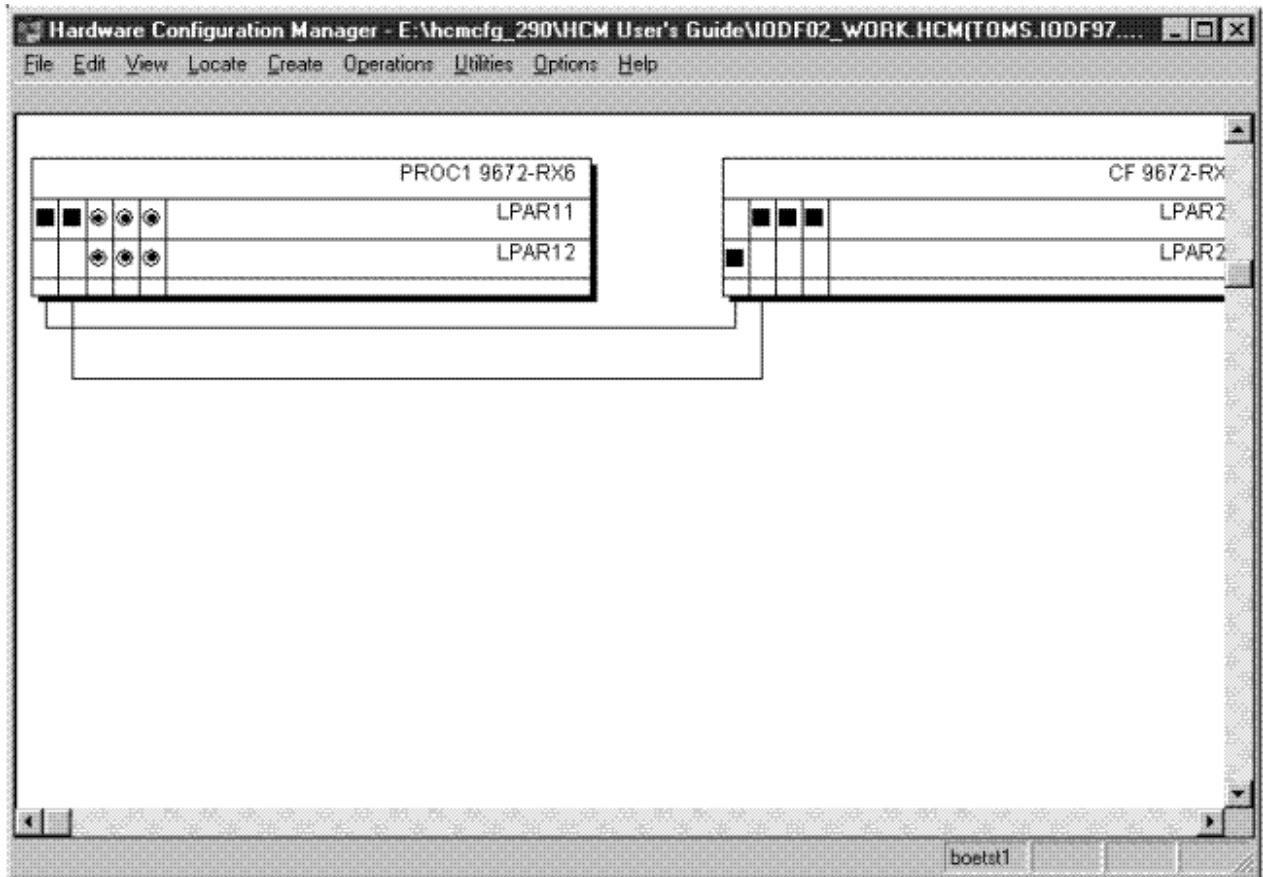 Hardware Configuration Manager - E:\hcmcfg_290\HCM User's Guide\IODF02_WORK.HCM(TOMS.IODF97....
File Edit View Locate Create Operations Utilities Options Help
PROC1 9672-RX6
CF 9672-RX
LPAR11
LPAR2
LPAR12
LPAR2
boetst1